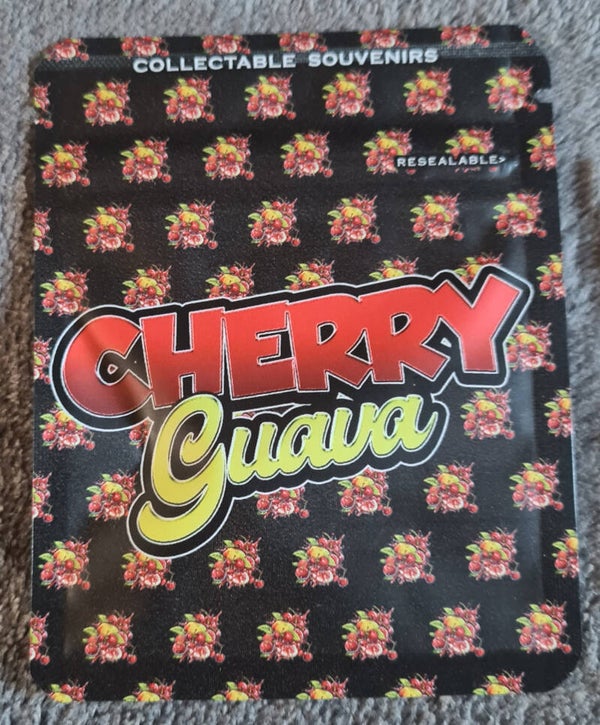 COLLECTABLE SOUVENIRS
RESEALABLE>
CHERRY
Guava